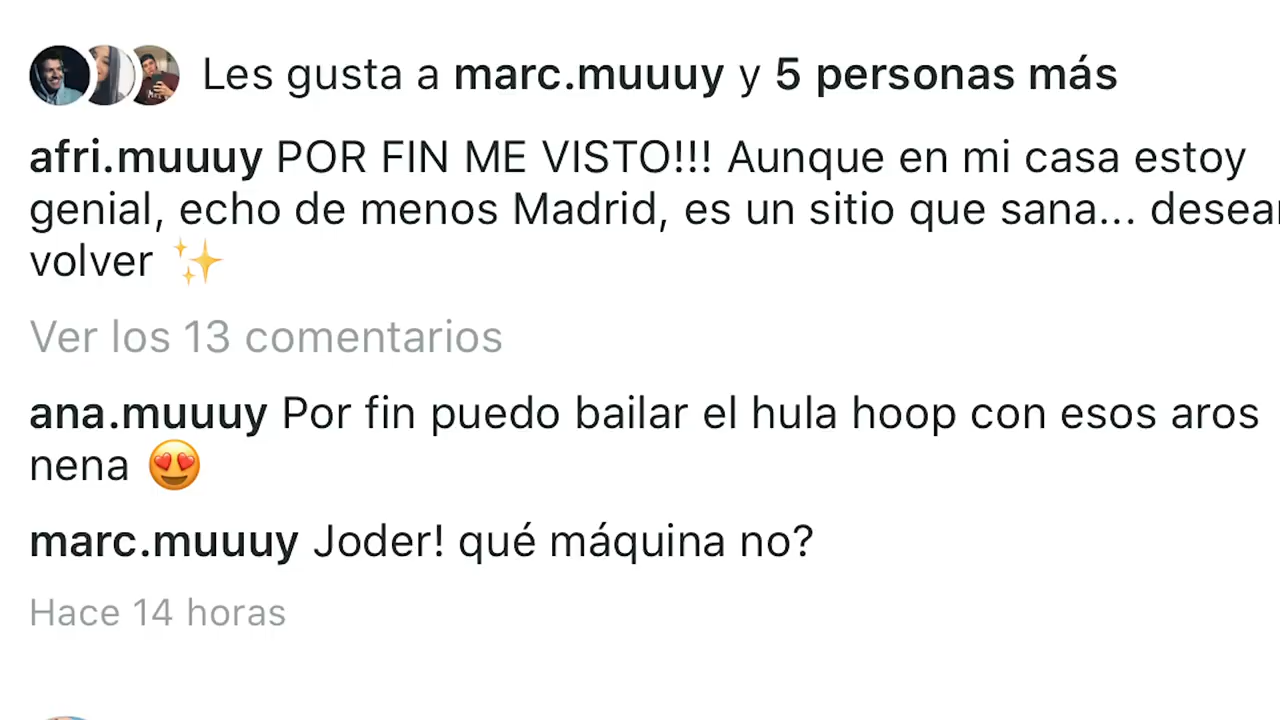 Les gusta a marc.muuuy y 5 personas más
afri.muuuy POR FIN ME VISTO!!! Aunque en mi casa estoy
genial, echo de menos Madrid, es un sitio que sana...
volver ✨
Ver los 13 comentarios
ana.muuuy Por fin puedo bailar el hula hoop con esos aros
nena 😍
marc.muuuy Joder! qué máquina no?
Hace 14 horas